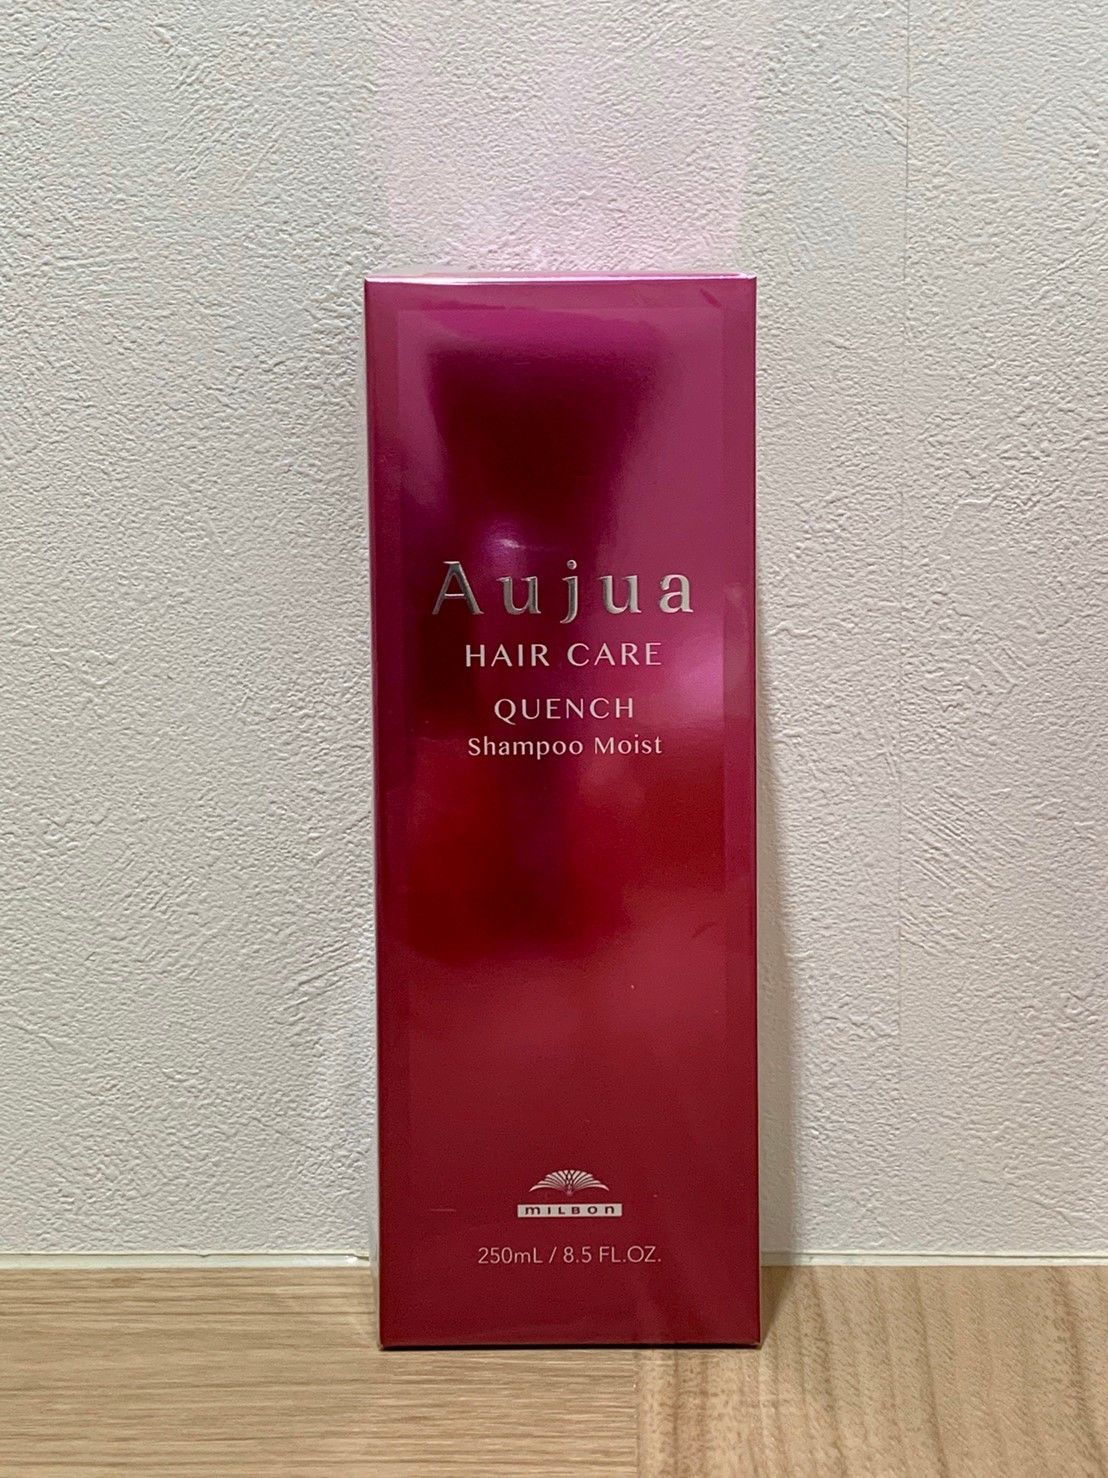 Aujua
HAIR CARE
QUENCH
Shampoo Moist
MILBON
250mL / 8.5 FL.OZ.